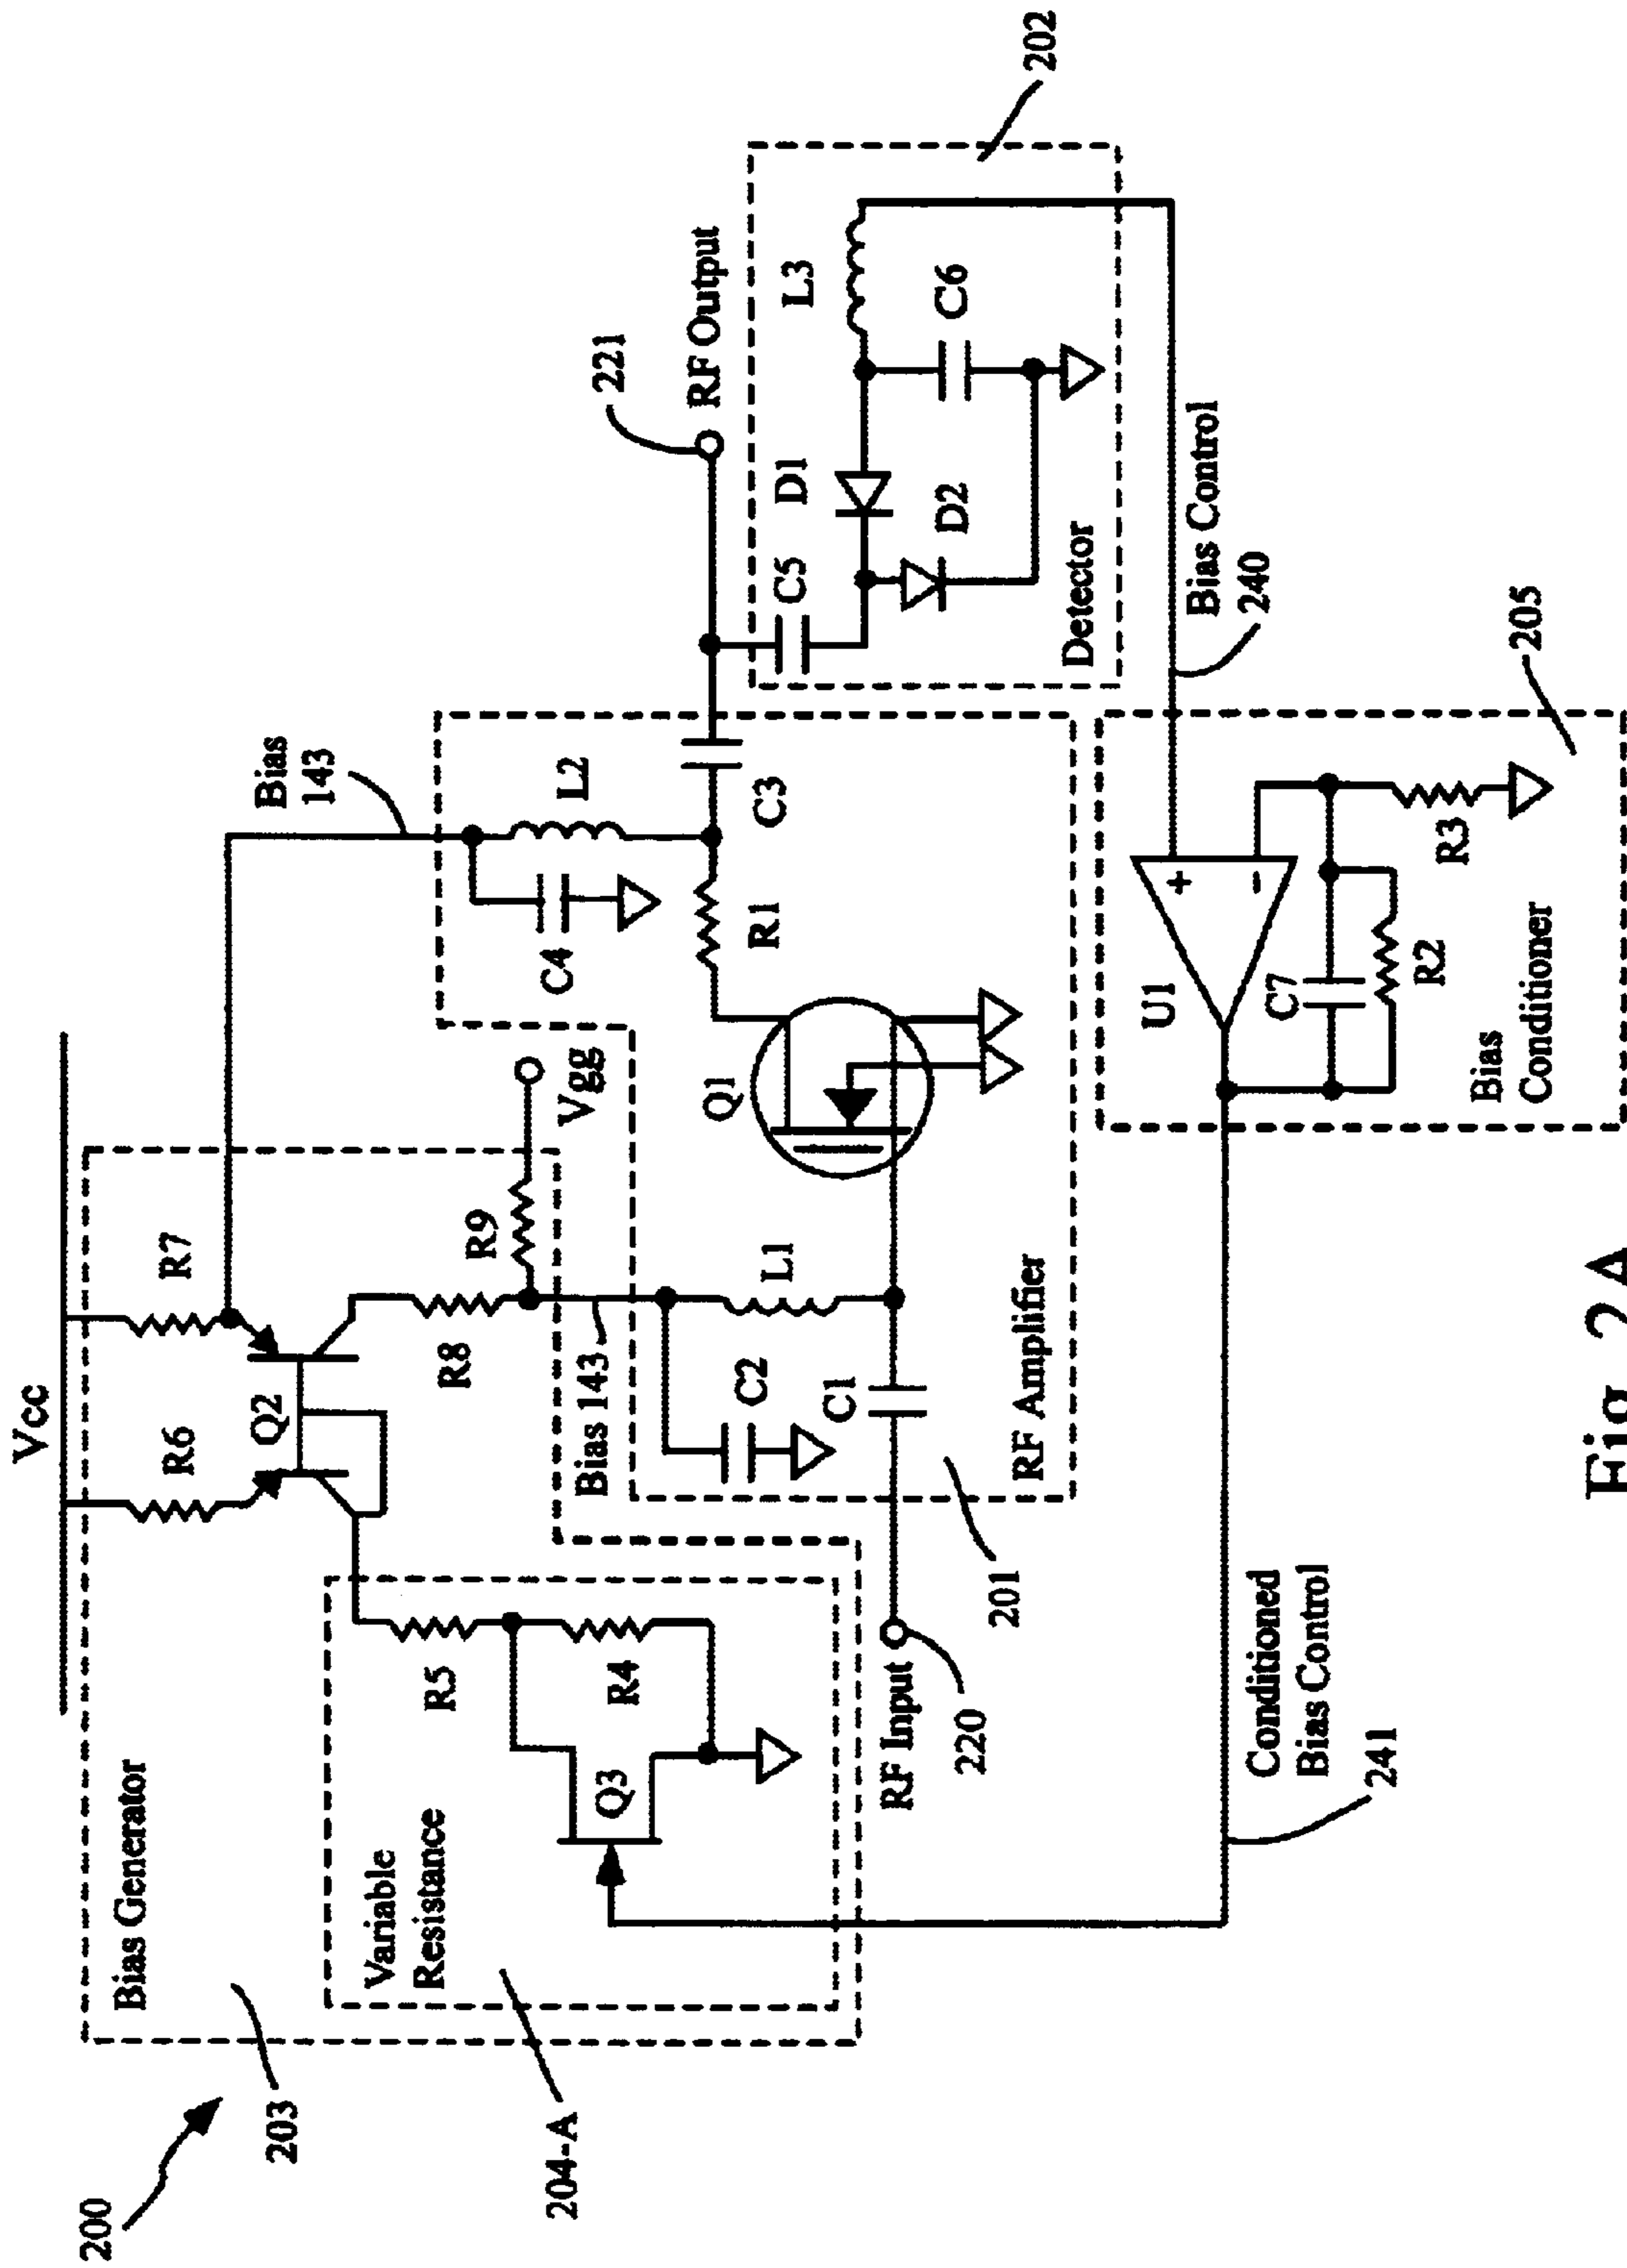 200
203
Bias Generator
Vcc
R6
R7
Q2
Bias
143
204-A
Variable
Resistance
R5
R4
Q3
R8
R9
Vgg
Bias 143
C4
L2
221
RF Output
202
C2
L1
C1
Q1
R1
C3
C5
D1
D2
L3
C6
Detector
RF Input
220
201
RF Amplifier
Bias Control
240
Conditioned
Bias Control
241
U1
+
−
C7
R2
R3
Bias
Conditioner
205
Fig. 2A